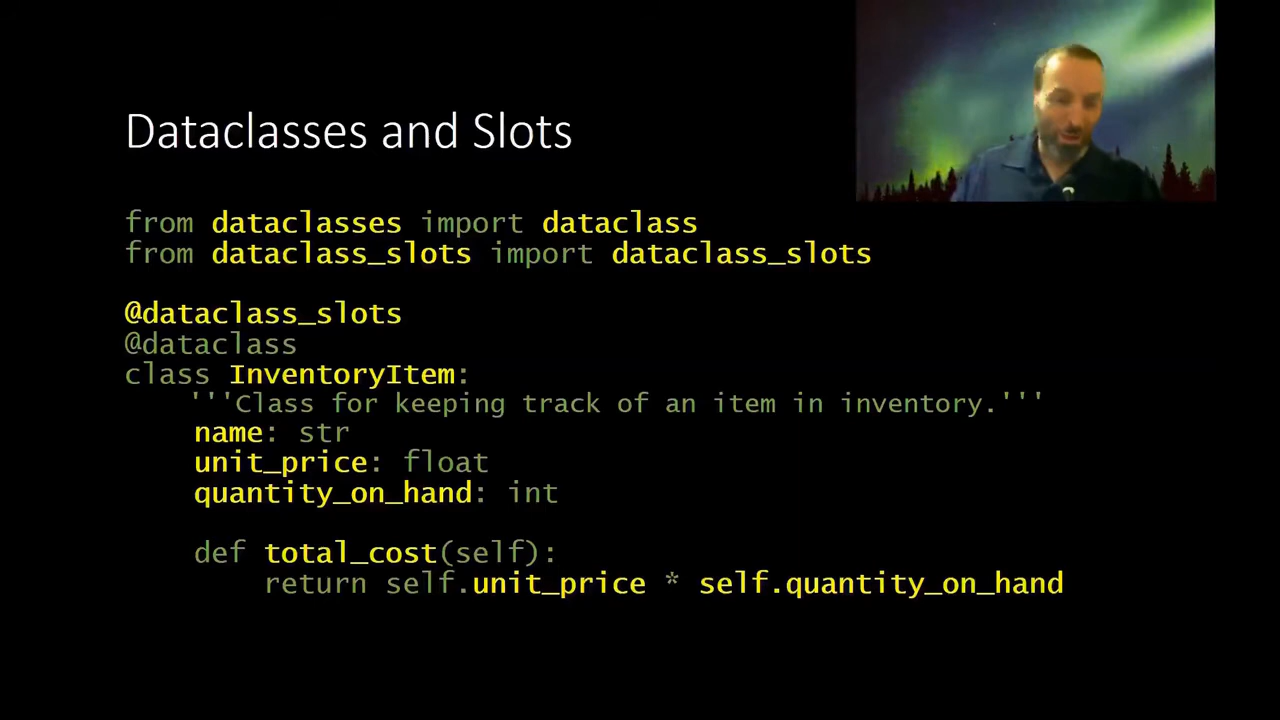 Dataclasses and Slots
from dataclasses import dataclass
from dataclass_slots import dataclass_slots
@dataclass_slots
@dataclass
class InventoryItem:
    '''Class for keeping track of an item in inventory.'''
    name: str
    unit_price: float
    quantity_on_hand: int
    def total_cost(self):
        return self.unit_price * self.quantity_on_hand